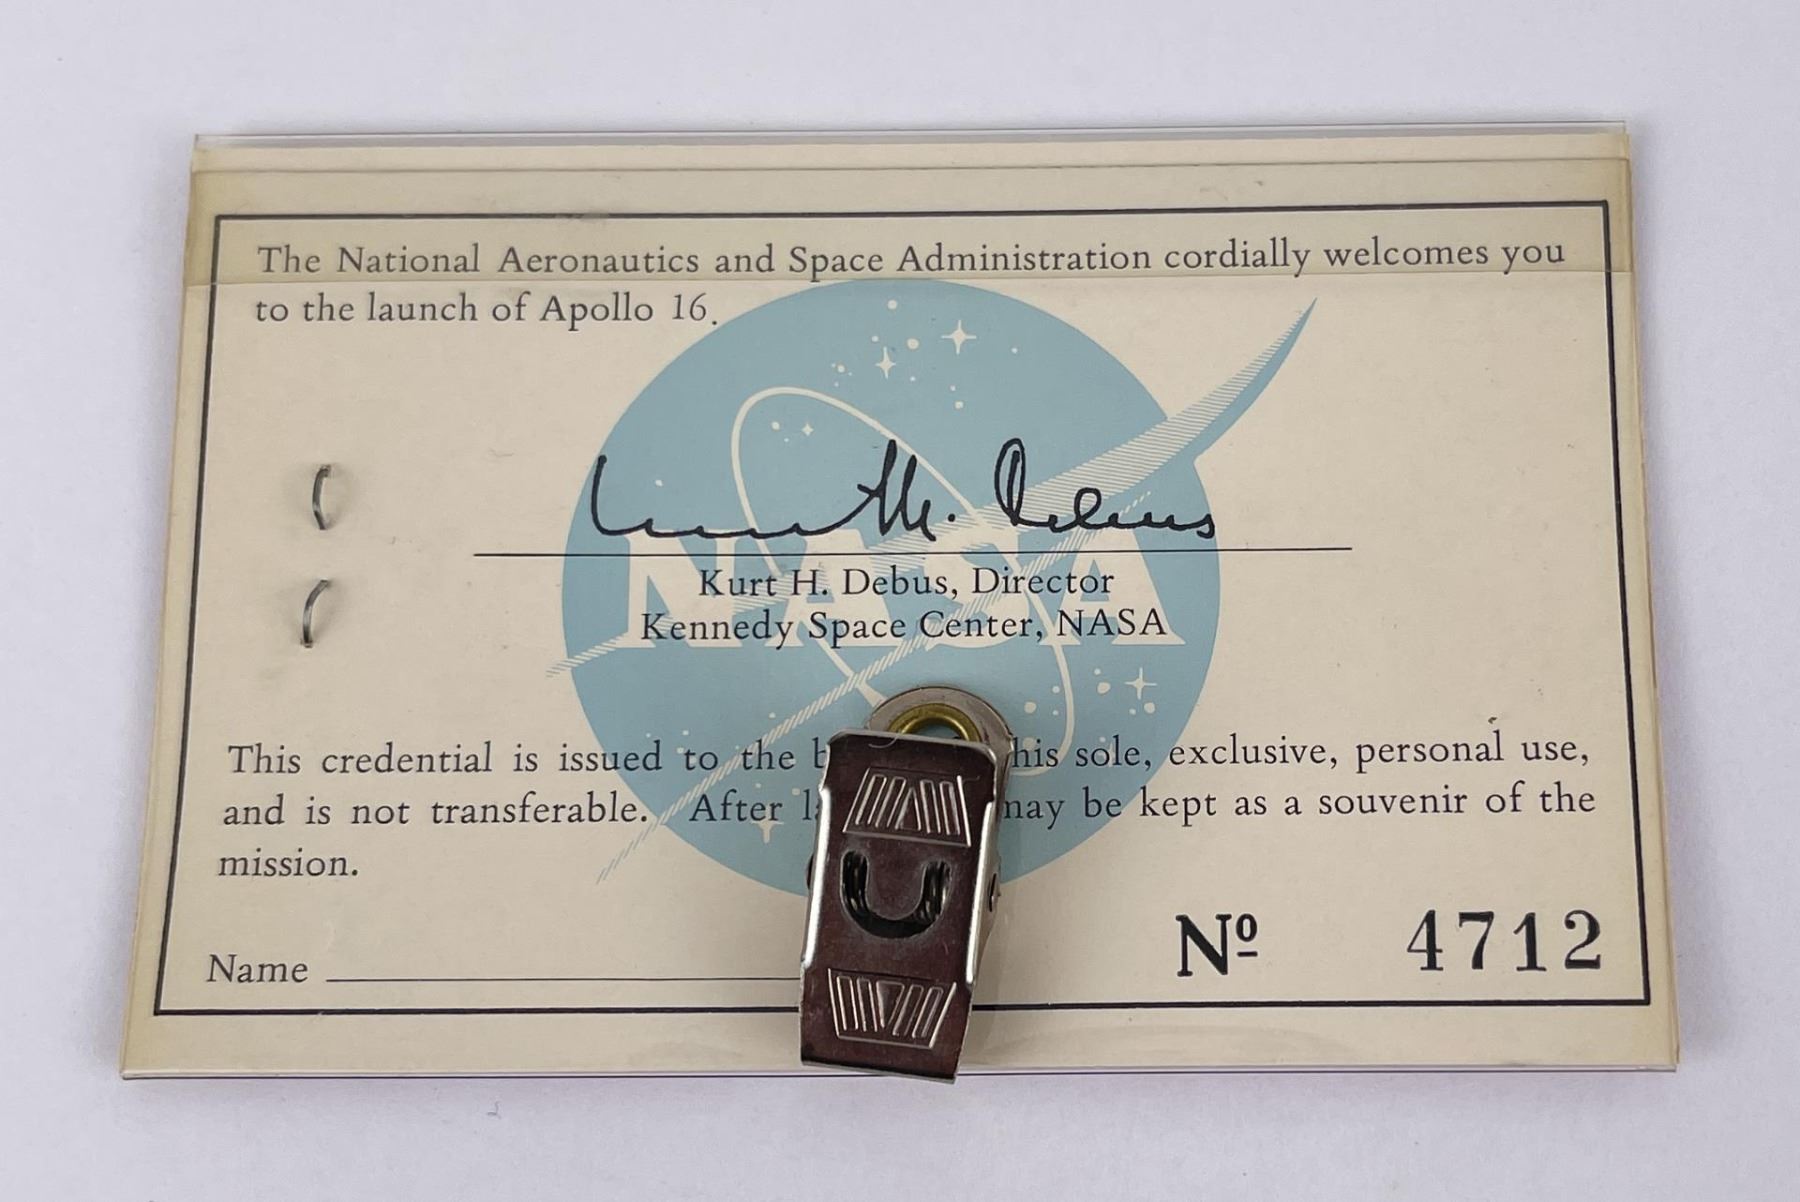 The National Aeronautics and Space Administration cordially welcomes you
to the launch of Apollo 16.
Kurt H. Debus
NASA
Kurt H. Debus, Director
Kennedy Space Center, NASA
This credential is issued to the his sole, exclusive, personal use,
and is not transferable. After may be kept as a souvenir of the
mission.
Name
Nº 4712